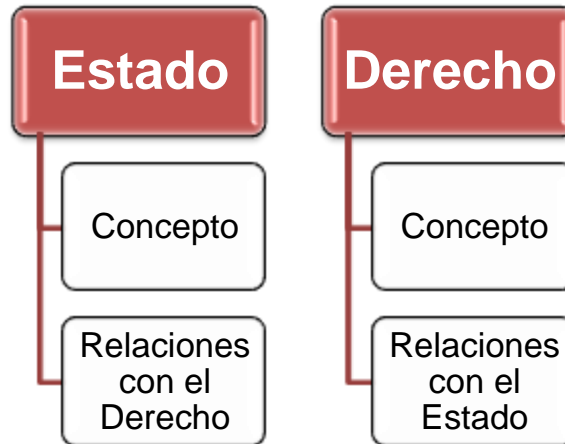 Estado
Concepto
Relaciones
con el
Derecho
Derecho
Concepto
Relaciones
con el
Estado